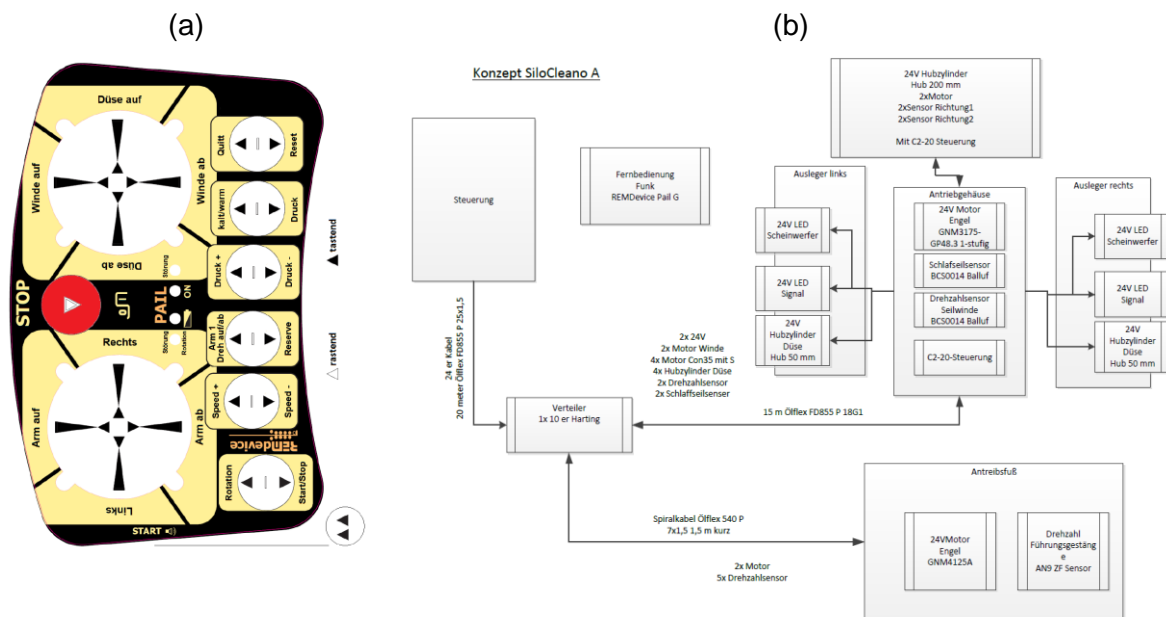 (a)
STOP
Winde auf
Düse auf
Winde ab
Düse ab
Quitt
Reset
kalt/warm
Druck
Druck +
Druck -
Störung
PAIL
ON
Störung
Rotation
Arm 1
Dreh auf/ab
Reserve
Speed +
Speed -
Arm auf
Rechts
Arm ab
Links
REMdevice
Rotation
Start/Stop
START
tastend
rastend
(b)
Konzept SiloCleano A
Steuerung
Fernbedienung
Funk
REMDevice Pail G
24V Hubzylinder
Hub 200 mm
2xMotor
2xSensor Richtung1
2xSensor Richtung2
Mit C2-20 Steuerung
Ausleger links
24V LED
Scheinwerfer
24V LED
Signal
24V
Hubzylinder
Düse
Hub 50 mm
Antriebgehäuse
24V Motor
Engel
GNM3175-
GP48.3 1-stufig
Schlafseilsensor
BCS0014 Balluf
Drehzahlsensor
Seilwinde
BCS0014 Balluf
C2-20-Steuerung
Ausleger rechts
24V LED
Scheinwerfer
24V LED
Signal
24V
Hubzylinder
Düse
Hub 50 mm
24 er Kabel
20 meter Ölflex FD855 P 25x1,5
2x 24V
2x Motor Winde
4x Motor Con35 mit S
4x Hubzylinder Düse
2x Drehzahlsensor
2x Schlaffseilsenser
Verteiler
1x 10 er Harting
15 m Ölflex FD855 P 18G1
Spiralkabel Ölflex 540 P
7x1,5 1,5 m kurz
2x Motor
5x Drehzahlsensor
Antreibsfuß
24VMotor
Engel
GNM4125A
Drehzahl
Führungsgestäng
e
AN9 ZF Sensor